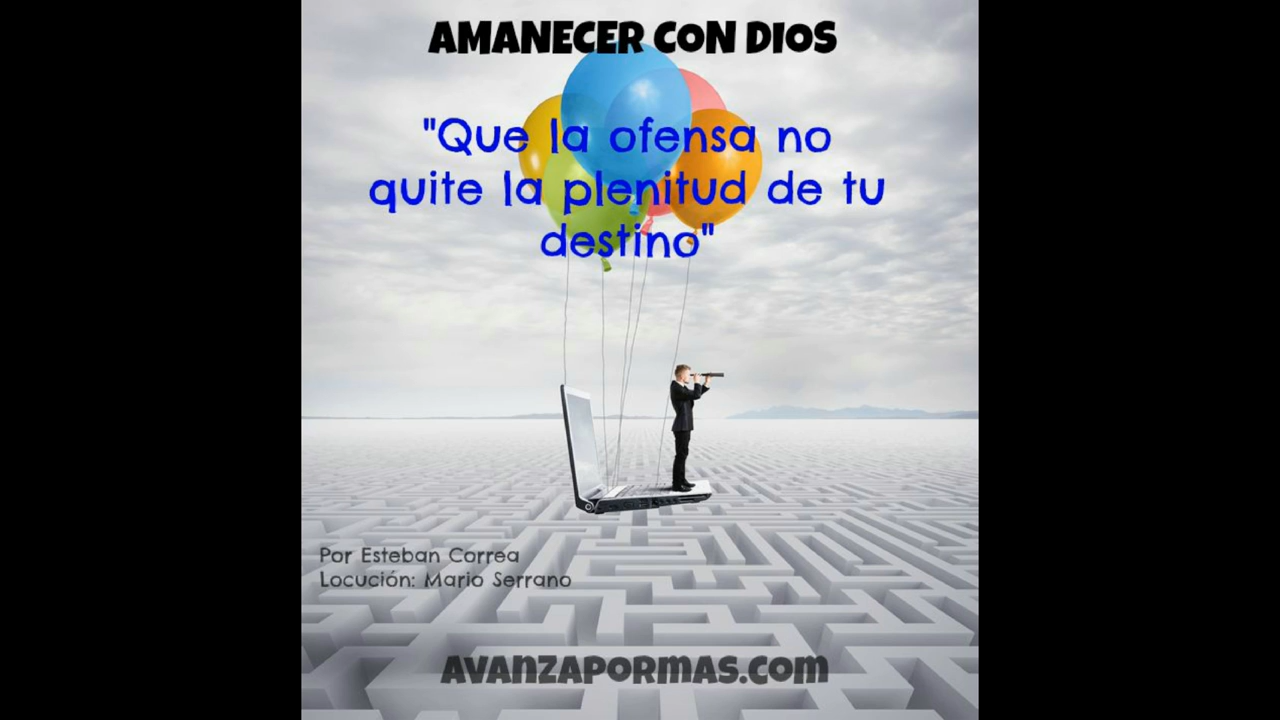 AMANECER CON DIOS
"Que la ofensa no
quite la plenitud de tu
destino"
Por Esteban Correa
Locución: Mario Serrano
AVANZAPORMAS.COM